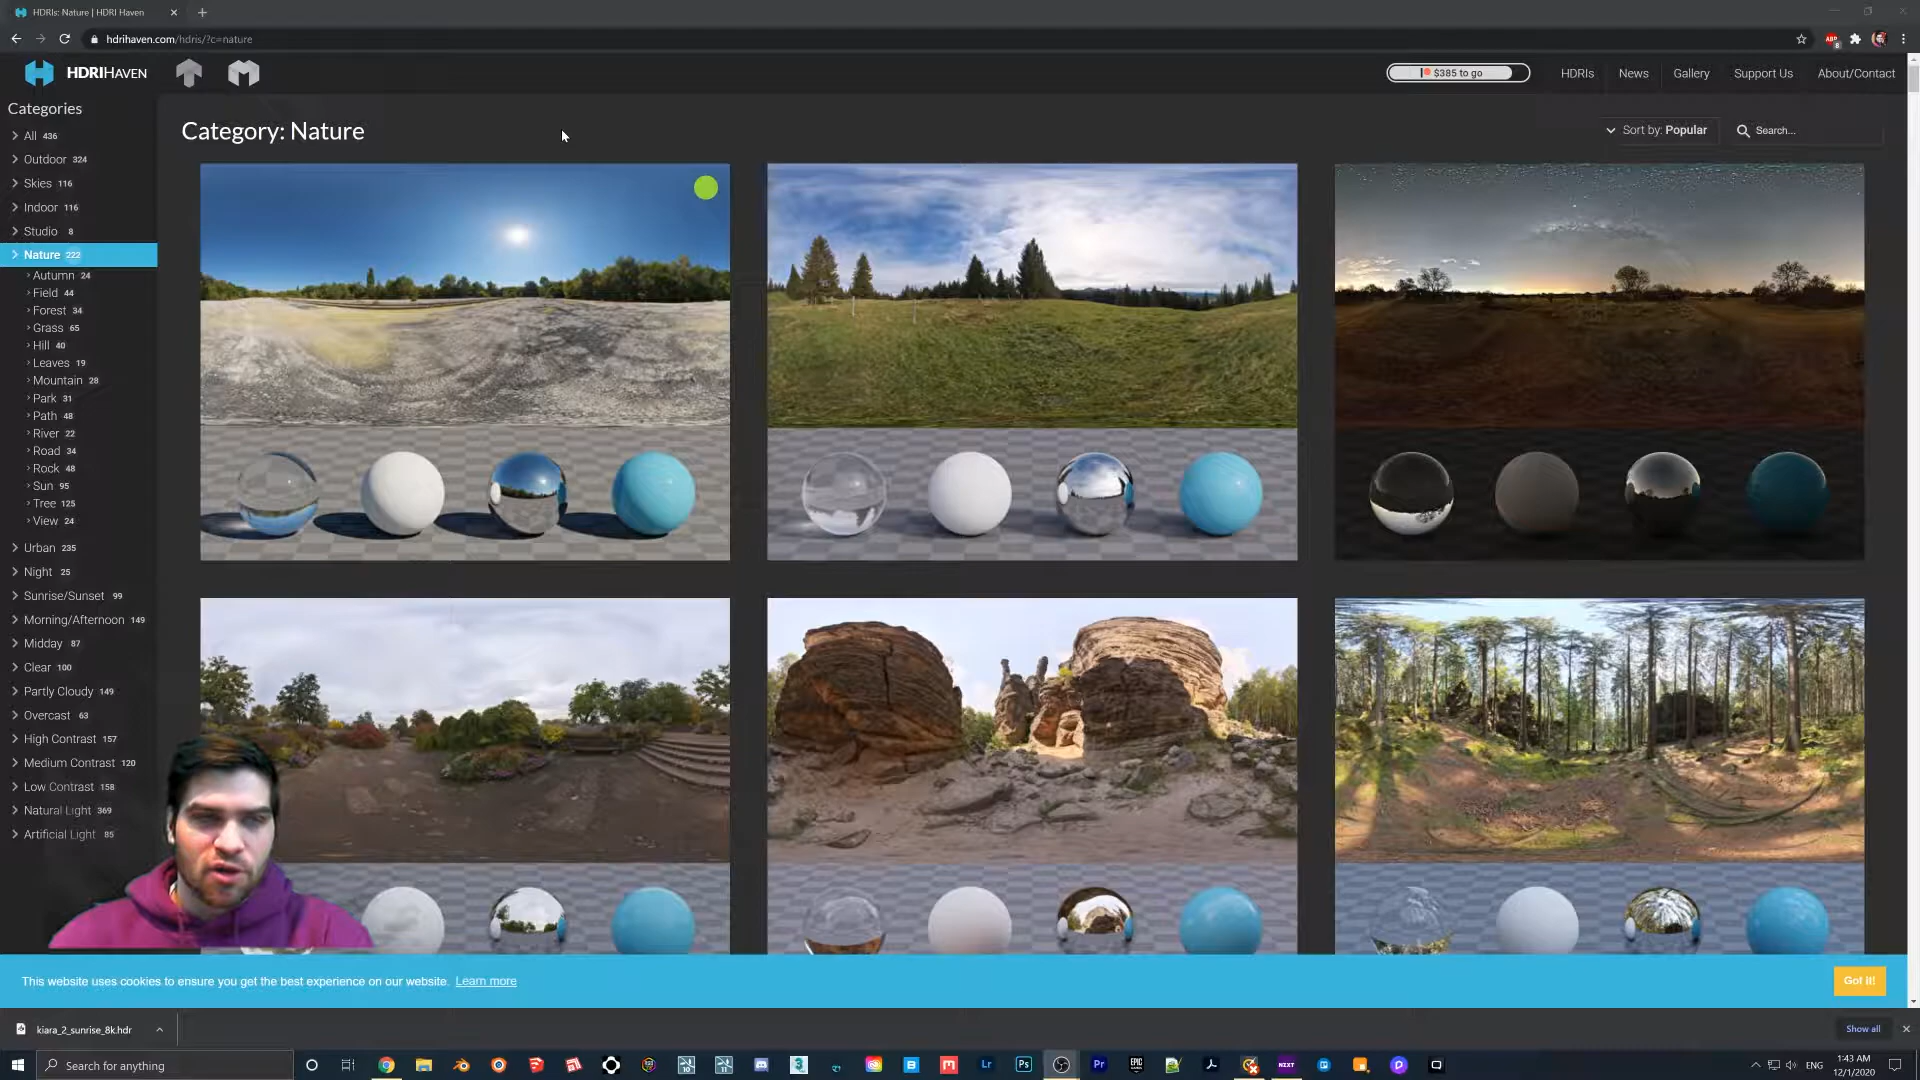 HDRIs: Nature | HDRI Haven
hdrihaven.com/hdris/?c=nature
HDRIHAVEN
$385 to go
HDRIs
News
Gallery
Support Us
About/Contact
Categories
All 436
Outdoor 324
Skies 116
Indoor 116
Studio 8
Nature 222
Autumn 24
Field 44
Forest 34
Grass 65
Hill 40
Leaves 19
Mountain 28
Park 31
Path 48
River 22
Road 34
Rock 48
Sun 95
Tree 125
View 24
Urban 235
Night 25
Sunrise/Sunset 99
Morning/Afternoon 149
Midday 87
Clear 100
Partly Cloudy 149
Overcast 63
High Contrast 157
Medium Contrast 120
Low Contrast 158
Natural Light 369
Artificial Light 85
Category: Nature
Sort by: Popular
Search...
This website uses cookies to ensure you get the best experience on our website. Learn more
Got it!
kiara_2_sunrise_8k.hdr
Show all
Search for anything
Lr
Ps
Pr
EPIC
NEXT
ENG
1:43 AM
12/1/2020